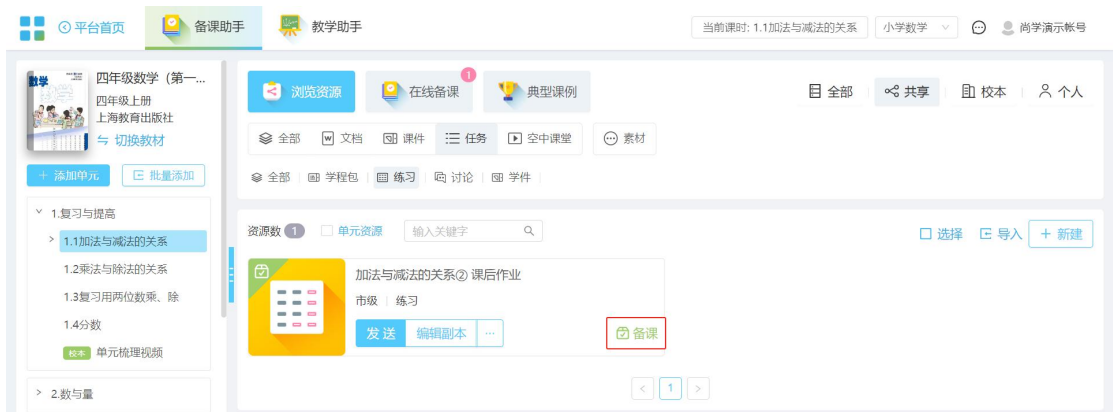 平台首页 备课助手 教学助手 当前课时: 1.1加法与减法的关系 小学数学 尚学演示帐号
数学
四年级数学（第一...
四年级上册
上海教育出版社
切换教材
+ 添加单元 批量添加
1.复习与提高
1.1加法与减法的关系
1.2乘法与除法的关系
1.3复习用两位数乘、除
1.4分数
校本 单元梳理视频
2.数与量
浏览资源 在线备课 1 典型课例 全部 共享 校本 个人
全部 文档 课件 任务 空中课堂 素材
全部 学程包 练习 讨论 学件
资源数 1 单元资源 输入关键字 选择 导入 + 新建
加法与减法的关系② 课后作业
市级 练习
发送 编辑副本 ... 备课
< 1 >